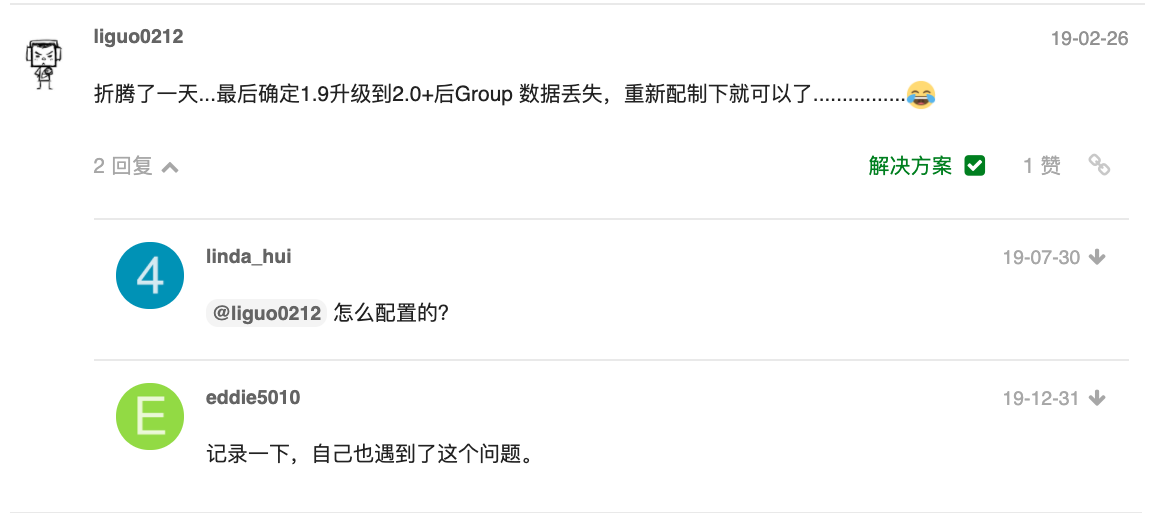 liguo0212
19-02-26
折腾了一天...最后确定1.9升级到2.0+后Group 数据丢失，重新配制下就可以了................😂
2 回复
解决方案
1 赞
4
linda_hui
19-07-30
@liguo0212 怎么配置的？
E
eddie5010
19-12-31
记录一下，自己也遇到了这个问题。